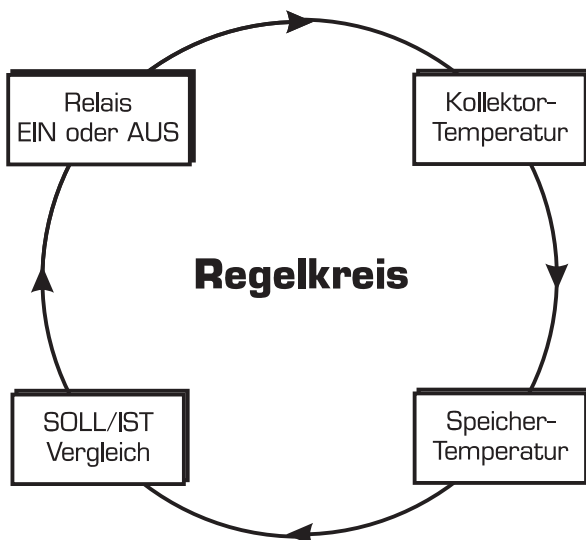 Relais
EIN oder AUS
Kollektor-
Temperatur
Regelkreis
SOLL/IST
Vergleich
Speicher-
Temperatur